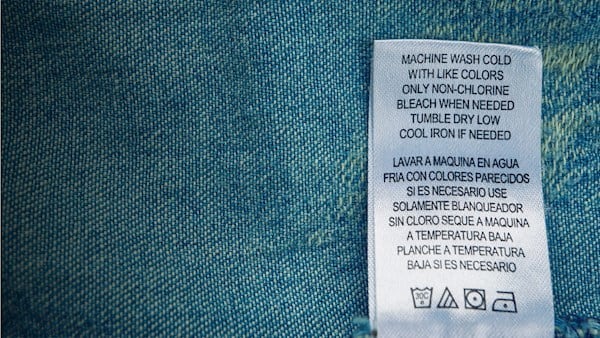 MACHINE WASH COLD
WITH LIKE COLORS
ONLY NON-CHLORINE
BLEACH WHEN NEEDED
TUMBLE DRY LOW
COOL IRON IF NEEDED
LAVAR A MAQUINA EN AGUA
FRIA CON COLORES PARECIDOS
SI ES NECESARIO USE
SOLAMENTE BLANQUEADOR
SIN CLORO SEQUE A MAQUINA
A TEMPERATURA BAJA
PLANCHE A TEMPERATURA
BAJA SI ES NECESARIO
30C